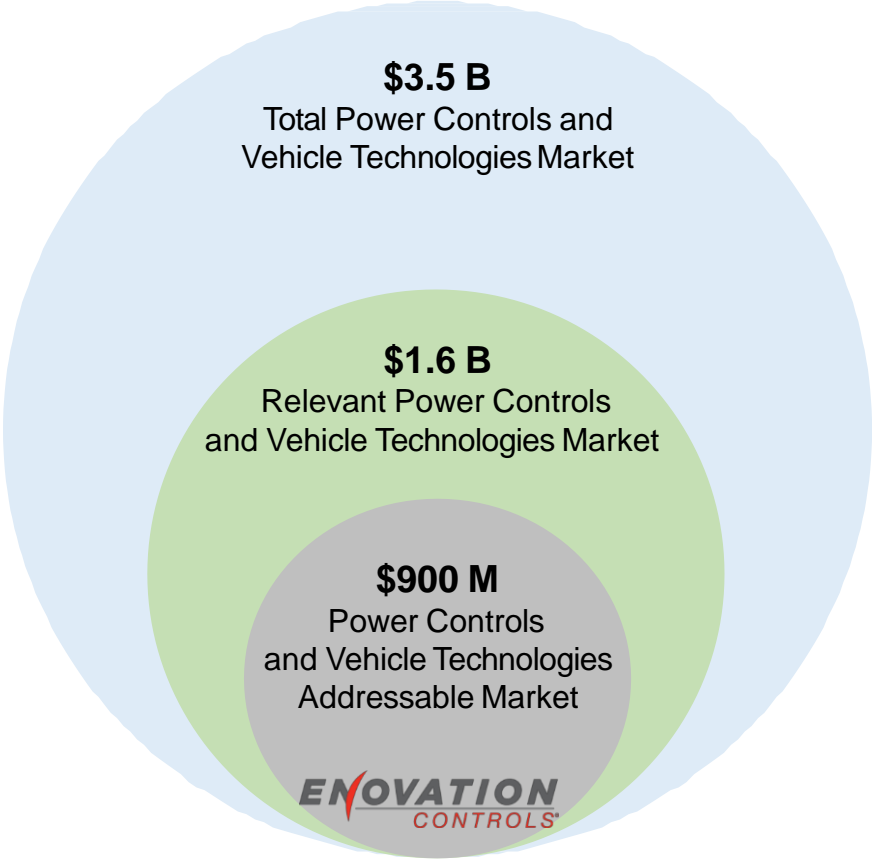 $3.5 B
Total Power Controls and
Vehicle Technologies Market
$1.6 B
Relevant Power Controls
and Vehicle Technologies Market
$900 M
Power Controls
and Vehicle Technologies
Addressable Market
ENOVATION
CONTROLS®